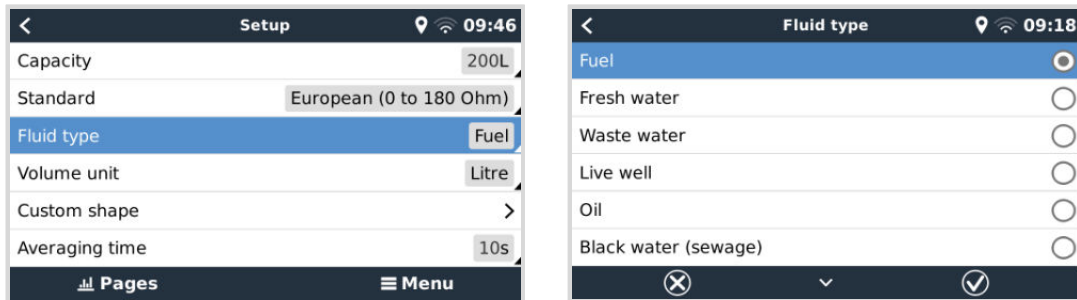 Setup 09:46
Capacity 200L
Standard European (0 to 180 Ohm)
Fluid type Fuel
Volume unit Litre
Custom shape
Averaging time 10s
Pages Menu
Fluid type 09:18
Fuel
Fresh water
Waste water
Live well
Oil
Black water (sewage)